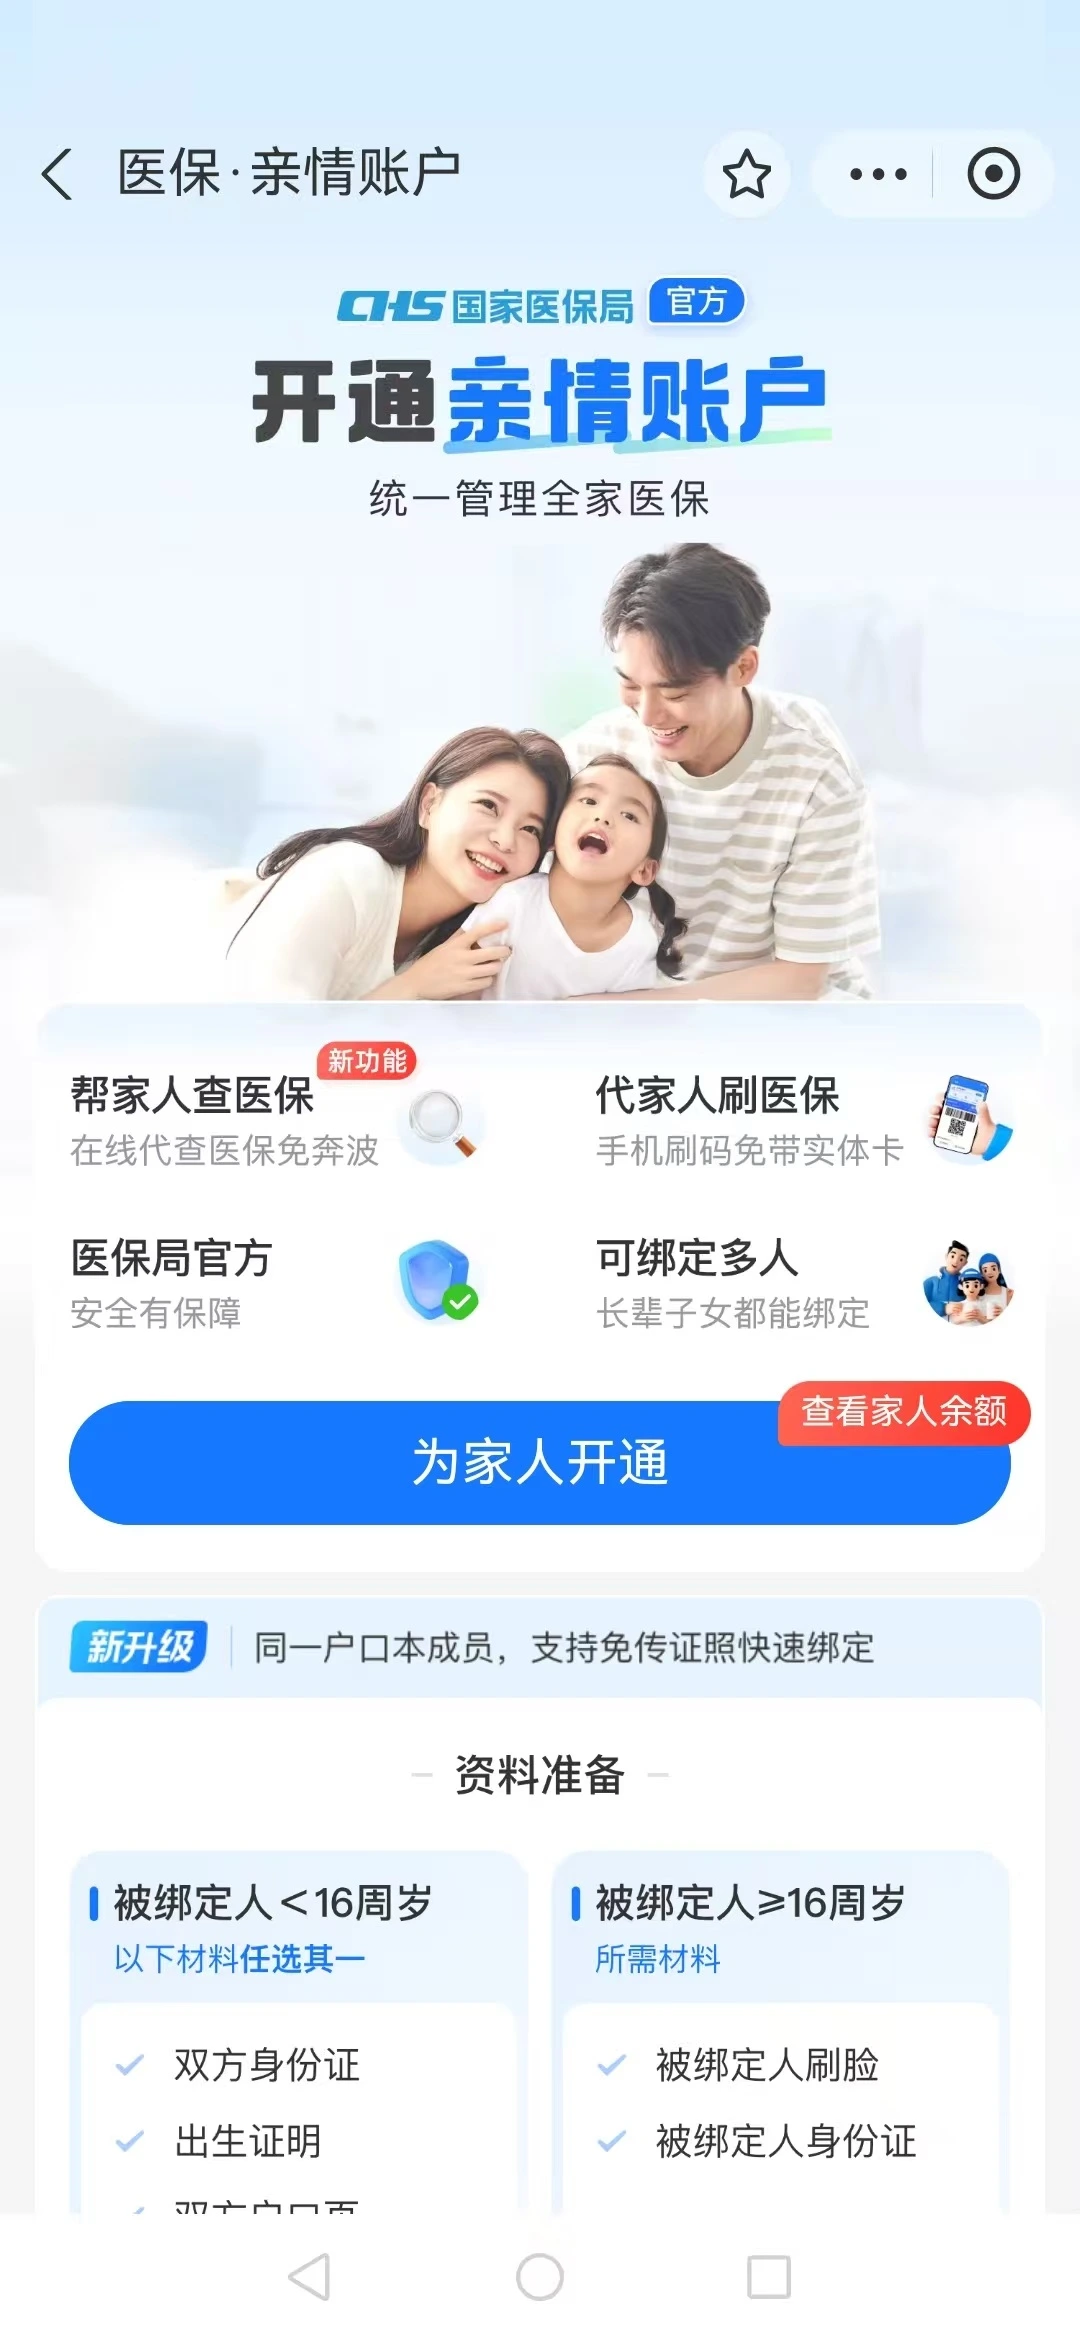 医保·亲情账户
CHS 国家医保局 官方
开通亲情账户
统一管理全家医保
新功能
帮家人查医保
在线代查医保免奔波
代家人刷医保
手机刷码免带实体卡
医保局官方
安全有保障
可绑定多人
长辈子女都能绑定
查看家人余额
为家人开通
新升级 同一户口本成员，支持免传证照快速绑定
资料准备
被绑定人<16周岁
以下材料任选其一
双方身份证
出生证明
双方户口页
被绑定人≥16周岁
所需材料
被绑定人刷脸
被绑定人身份证